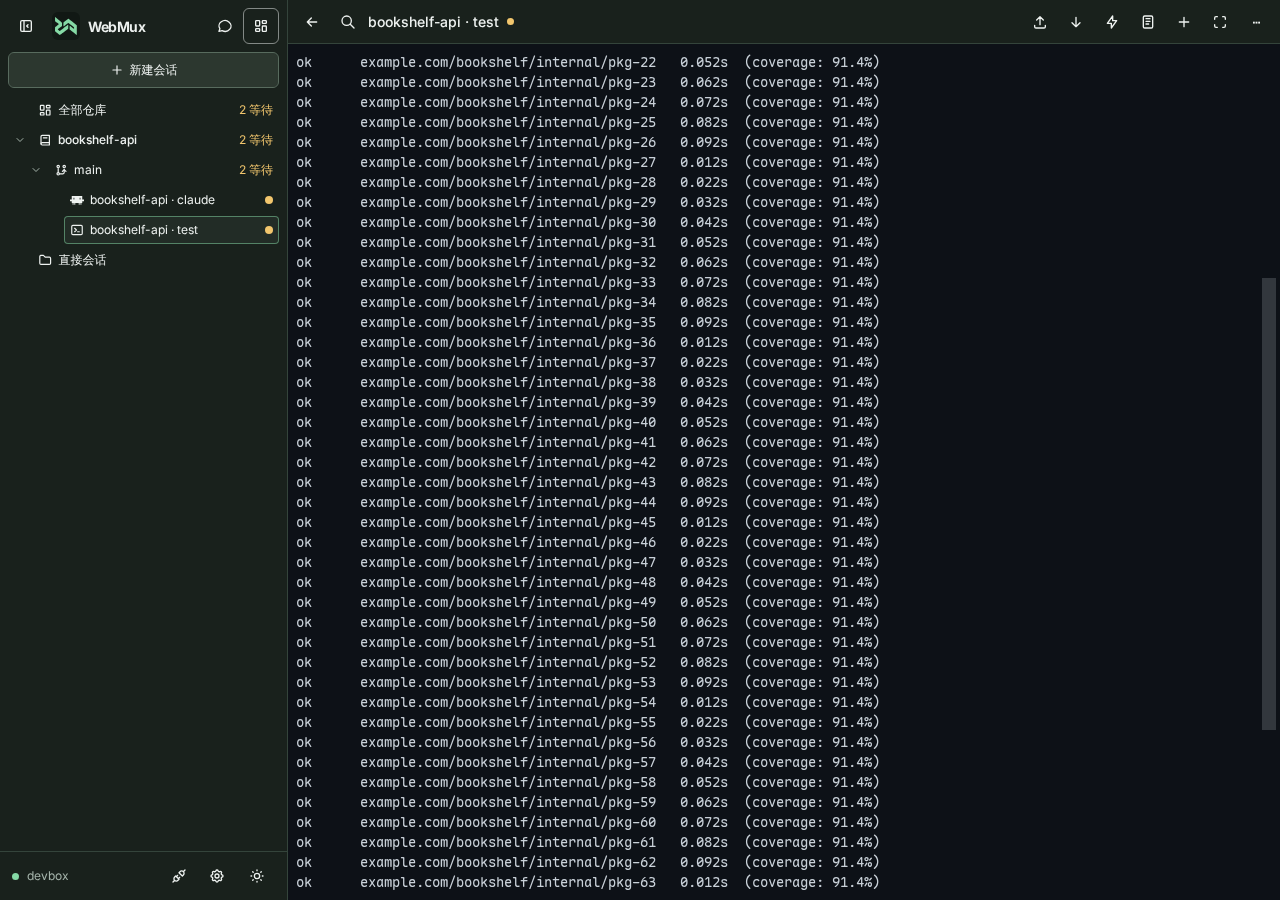 WebMux
新建会话
全部仓库 2 等待
bookshelf-api 2 等待
main 2 等待
bookshelf-api · claude
bookshelf-api · test
直接会话
devbox
bookshelf-api · test
ok example.com/bookshelf/internal/pkg-22 0.052s (coverage: 91.4%)
ok example.com/bookshelf/internal/pkg-23 0.062s (coverage: 91.4%)
ok example.com/bookshelf/internal/pkg-24 0.072s (coverage: 91.4%)
ok example.com/bookshelf/internal/pkg-25 0.082s (coverage: 91.4%)
ok example.com/bookshelf/internal/pkg-26 0.092s (coverage: 91.4%)
ok example.com/bookshelf/internal/pkg-27 0.012s (coverage: 91.4%)
ok example.com/bookshelf/internal/pkg-28 0.022s (coverage: 91.4%)
ok example.com/bookshelf/internal/pkg-29 0.032s (coverage: 91.4%)
ok example.com/bookshelf/internal/pkg-30 0.042s (coverage: 91.4%)
ok example.com/bookshelf/internal/pkg-31 0.052s (coverage: 91.4%)
ok example.com/bookshelf/internal/pkg-32 0.062s (coverage: 91.4%)
ok example.com/bookshelf/internal/pkg-33 0.072s (coverage: 91.4%)
ok example.com/bookshelf/internal/pkg-34 0.082s (coverage: 91.4%)
ok example.com/bookshelf/internal/pkg-35 0.092s (coverage: 91.4%)
ok example.com/bookshelf/internal/pkg-36 0.012s (coverage: 91.4%)
ok example.com/bookshelf/internal/pkg-37 0.022s (coverage: 91.4%)
ok example.com/bookshelf/internal/pkg-38 0.032s (coverage: 91.4%)
ok example.com/bookshelf/internal/pkg-39 0.042s (coverage: 91.4%)
ok example.com/bookshelf/internal/pkg-40 0.052s (coverage: 91.4%)
ok example.com/bookshelf/internal/pkg-41 0.062s (coverage: 91.4%)
ok example.com/bookshelf/internal/pkg-42 0.072s (coverage: 91.4%)
ok example.com/bookshelf/internal/pkg-43 0.082s (coverage: 91.4%)
ok example.com/bookshelf/internal/pkg-44 0.092s (coverage: 91.4%)
ok example.com/bookshelf/internal/pkg-45 0.012s (coverage: 91.4%)
ok example.com/bookshelf/internal/pkg-46 0.022s (coverage: 91.4%)
ok example.com/bookshelf/internal/pkg-47 0.032s (coverage: 91.4%)
ok example.com/bookshelf/internal/pkg-48 0.042s (coverage: 91.4%)
ok example.com/bookshelf/internal/pkg-49 0.052s (coverage: 91.4%)
ok example.com/bookshelf/internal/pkg-50 0.062s (coverage: 91.4%)
ok example.com/bookshelf/internal/pkg-51 0.072s (coverage: 91.4%)
ok example.com/bookshelf/internal/pkg-52 0.082s (coverage: 91.4%)
ok example.com/bookshelf/internal/pkg-53 0.092s (coverage: 91.4%)
ok example.com/bookshelf/internal/pkg-54 0.012s (coverage: 91.4%)
ok example.com/bookshelf/internal/pkg-55 0.022s (coverage: 91.4%)
ok example.com/bookshelf/internal/pkg-56 0.032s (coverage: 91.4%)
ok example.com/bookshelf/internal/pkg-57 0.042s (coverage: 91.4%)
ok example.com/bookshelf/internal/pkg-58 0.052s (coverage: 91.4%)
ok example.com/bookshelf/internal/pkg-59 0.062s (coverage: 91.4%)
ok example.com/bookshelf/internal/pkg-60 0.072s (coverage: 91.4%)
ok example.com/bookshelf/internal/pkg-61 0.082s (coverage: 91.4%)
ok example.com/bookshelf/internal/pkg-62 0.092s (coverage: 91.4%)
ok example.com/bookshelf/internal/pkg-63 0.012s (coverage: 91.4%)